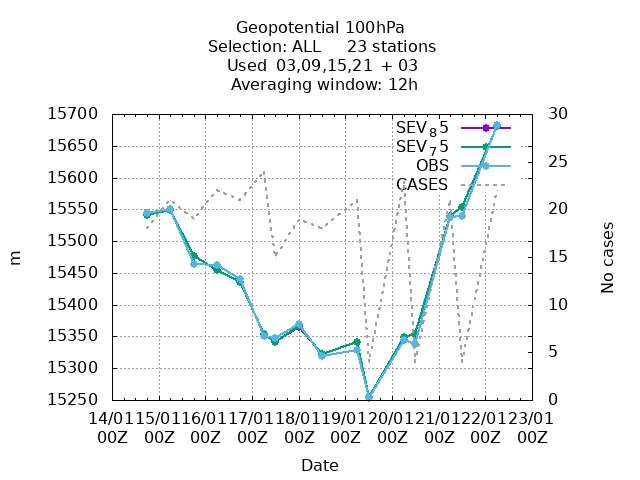 Geopotential 100hPa
Selection: ALL 23 stations
Used 03,09,15,21 + 03
Averaging window: 12h
15700
15650
15600
15550
15500
15450
15400
15350
15300
15250
m
30
25
20
15
10
5
0
No cases
SEV₈5
SEV₇5
OBS
CASES
14/01 15/01 16/01 17/01 18/01 19/01 20/01 21/01 22/01 23/01
00Z 00Z 00Z 00Z 00Z 00Z 00Z 00Z 00Z 00Z
Date